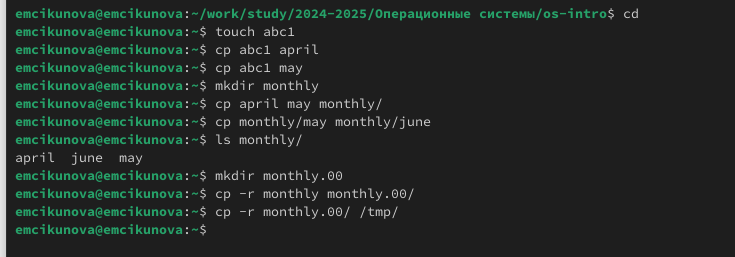 emcikunova@emcikunova:~/work/study/2024-2025/Операционные системы/os-intro$ cd
emcikunova@emcikunova:~$ touch abc1
emcikunova@emcikunova:~$ cp abc1 april
emcikunova@emcikunova:~$ cp abc1 may
emcikunova@emcikunova:~$ mkdir monthly
emcikunova@emcikunova:~$ cp april may monthly/
emcikunova@emcikunova:~$ cp monthly/may monthly/june
emcikunova@emcikunova:~$ ls monthly/
april  june  may
emcikunova@emcikunova:~$ mkdir monthly.00
emcikunova@emcikunova:~$ cp -r monthly monthly.00/
emcikunova@emcikunova:~$ cp -r monthly.00/ /tmp/
emcikunova@emcikunova:~$